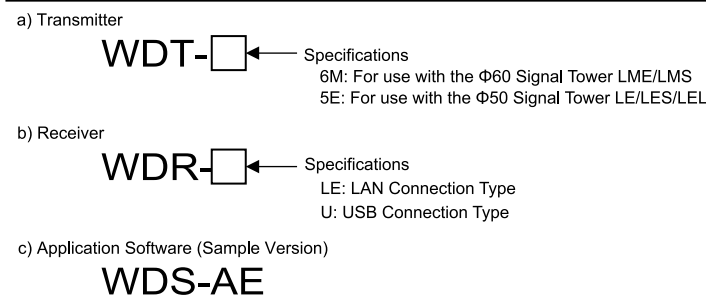 a) Transmitter
WDT-
Specifications
6M: For use with the Φ60 Signal Tower LME/LMS
5E: For use with the Φ50 Signal Tower LE/LES/LEL
b) Receiver
WDR-
Specifications
LE: LAN Connection Type
U: USB Connection Type
c) Application Software (Sample Version)
WDS-AE